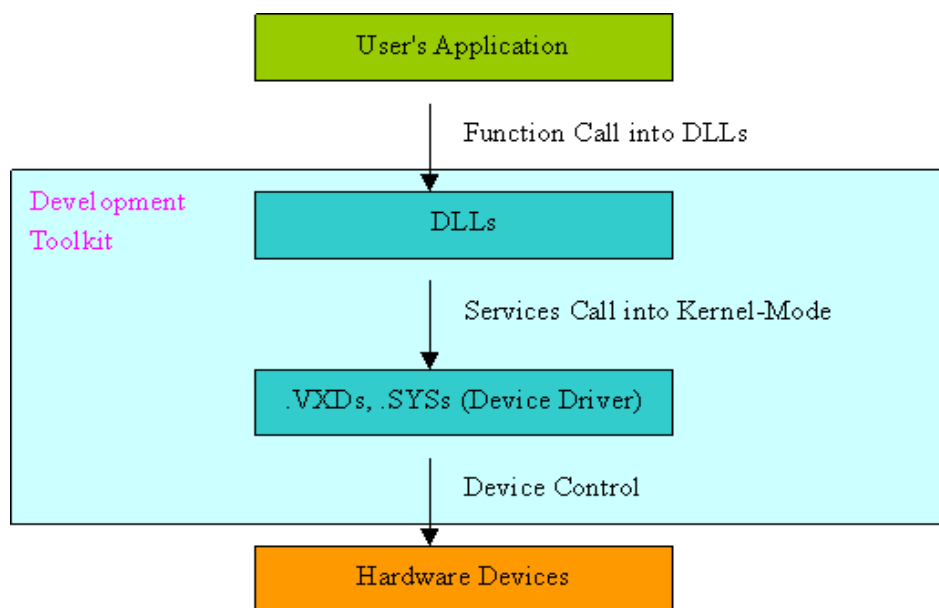 User's Application
Function Call into DLLs
Development
Toolkit
DLLs
Services Call into Kernel-Mode
.VXDs, .SYSs (Device Driver)
Device Control
Hardware Devices